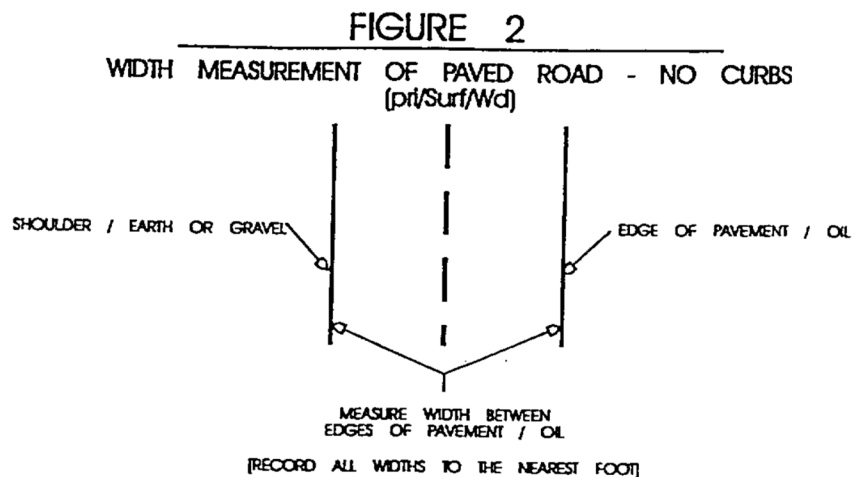 FIGURE 2
WIDTH MEASUREMENT OF PAVED ROAD - NO CURBS
(pri/Surf/Wd)
SHOULDER / EARTH OR GRAVEL
EDGE OF PAVEMENT / OIL
MEASURE WIDTH BETWEEN
EDGES OF PAVEMENT / OIL
[RECORD ALL WIDTHS TO THE NEAREST FOOT]